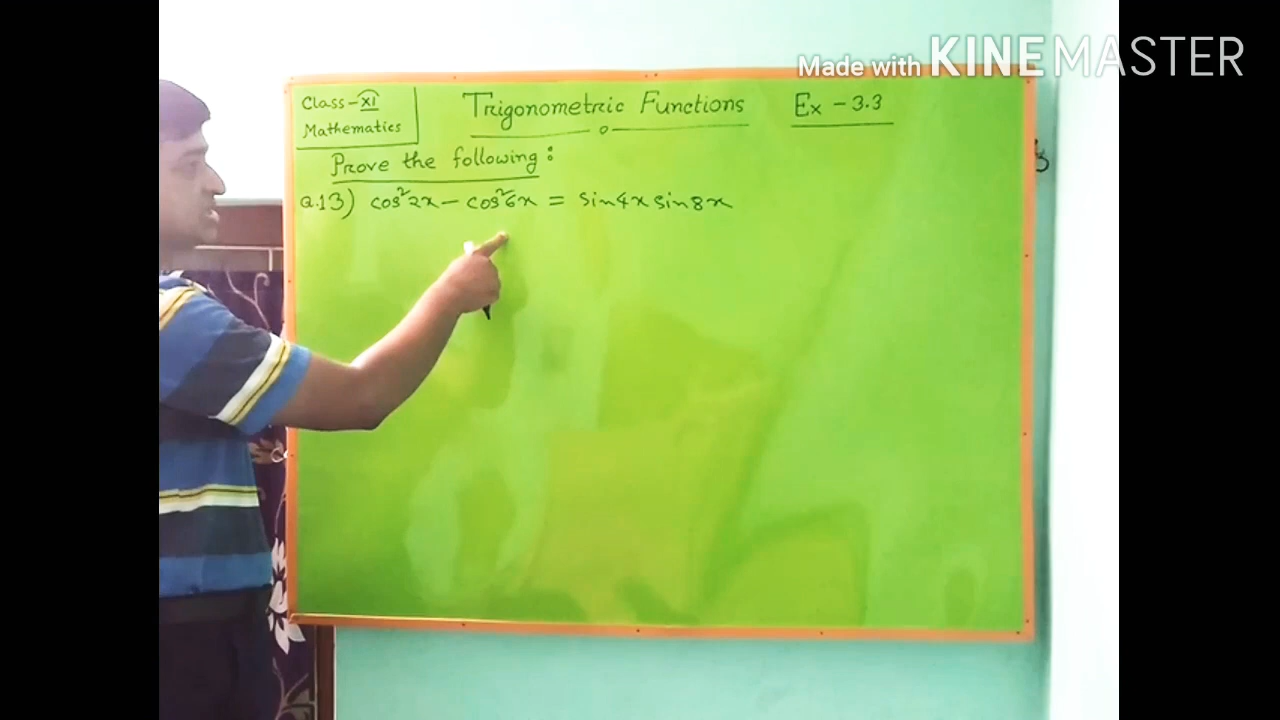 Made with KINEMASTER
Class-XI
Mathematics
Trigonometric Functions
Ex - 3.3
Prove the following:
Q.13) cos²2x - cos²6x = sin4x sin8x